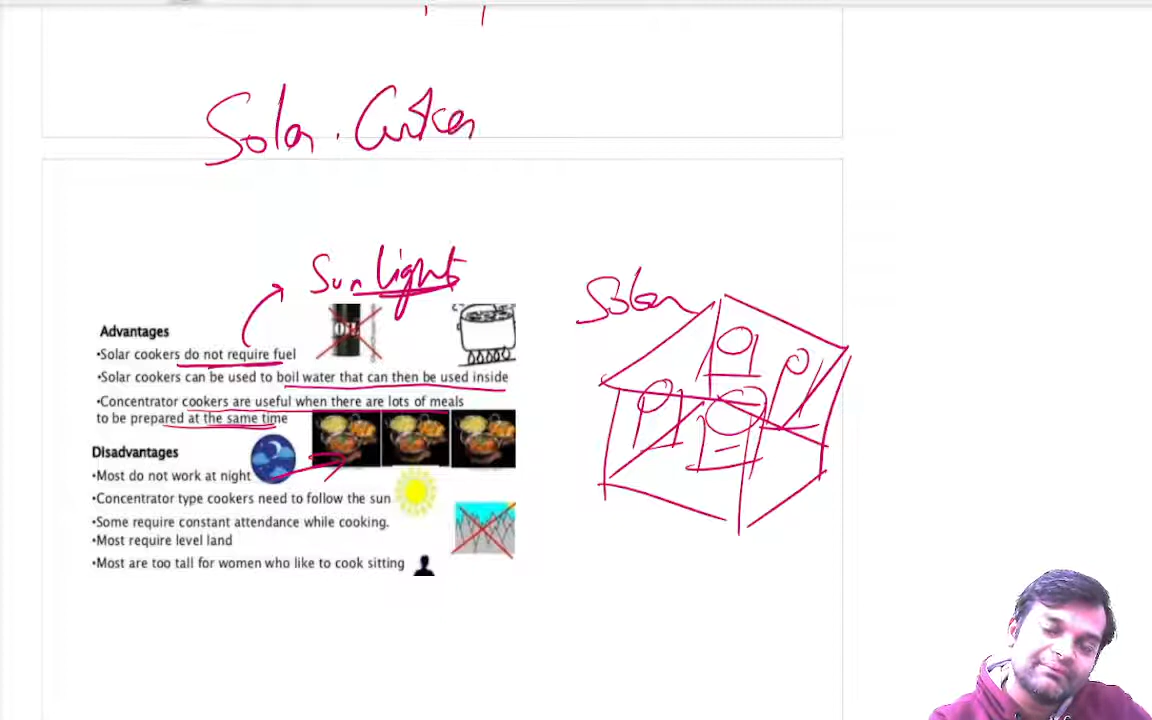 Solar. Cooker
Sun light
Solar
Advantages
•Solar cookers do not require fuel
•Solar cookers can be used to boil water that can then be used inside
•Concentrator cookers are useful when there are lots of meals
to be prepared at the same time
Disadvantages
•Most do not work at night
•Concentrator type cookers need to follow the sun
•Some require constant attendance while cooking.
•Most require level land
•Most are too tall for women who like to cook sitting